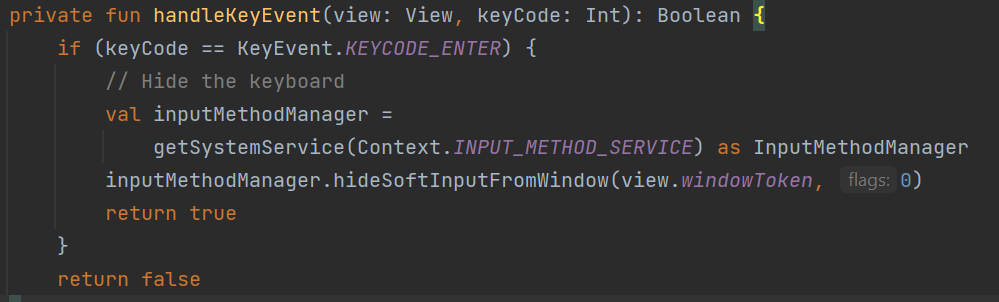 private fun handleKeyEvent(view: View, keyCode: Int): Boolean {
    if (keyCode == KeyEvent.KEYCODE_ENTER) {
        // Hide the keyboard
        val inputMethodManager =
            getSystemService(Context.INPUT_METHOD_SERVICE) as InputMethodManager
        inputMethodManager.hideSoftInputFromWindow(view.windowToken, flags: 0)
        return true
    }
    return false